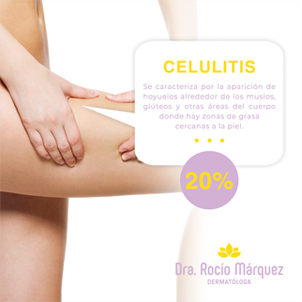 CELULITIS
Se caracteriza por la aparición de
hoyuelos alrededor de los muslos,
glúteos y otras áreas del cuerpo
donde hay zonas de grasa
cercanas a la piel.
20%
Dra. Rocío Márquez
DERMATÓLOGA